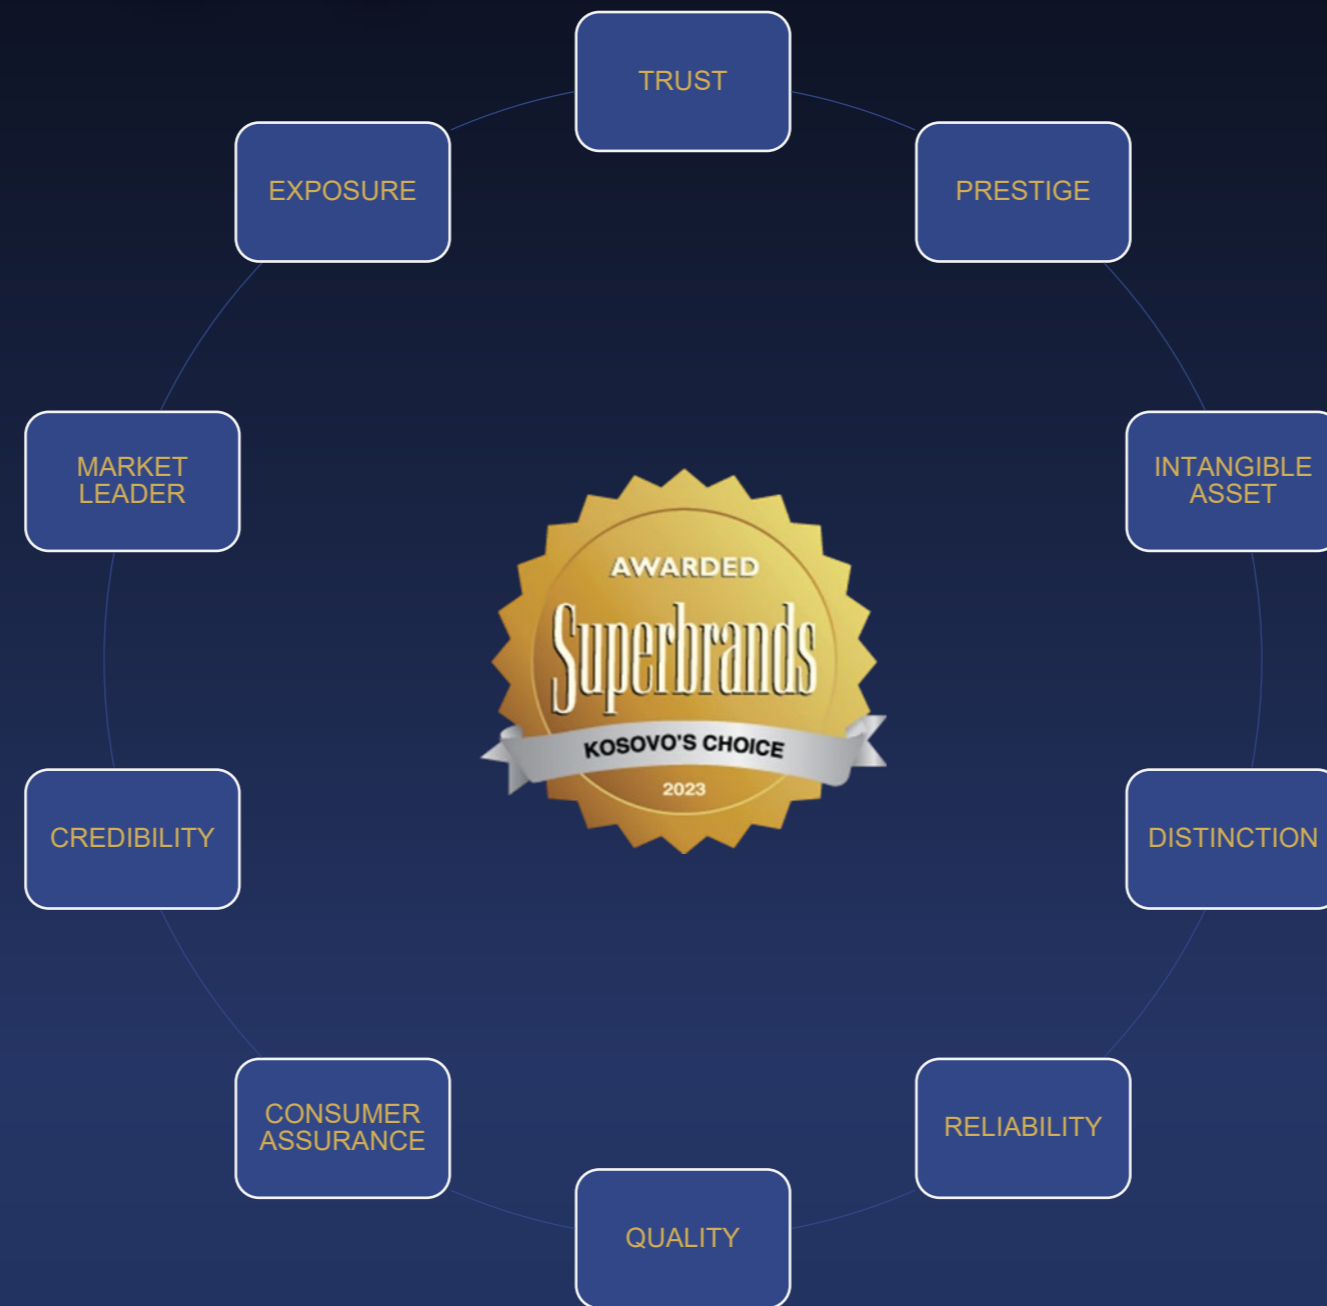 TRUST
PRESTIGE
INTANGIBLE
ASSET
DISTINCTION
RELIABILITY
QUALITY
CONSUMER
ASSURANCE
CREDIBILITY
MARKET
LEADER
EXPOSURE
AWARDED
Superbrands
KOSOVO'S CHOICE
2023